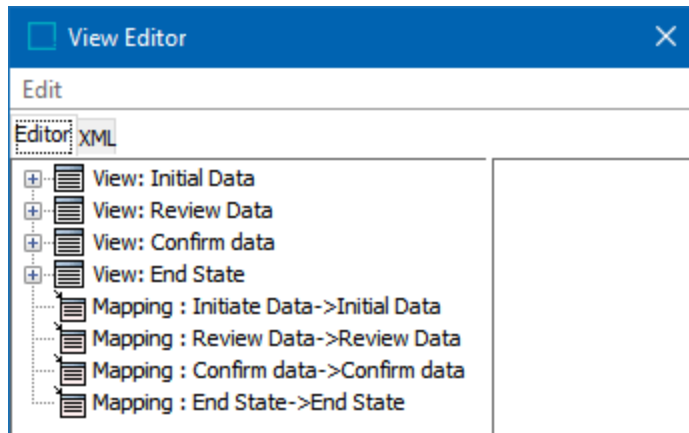 View Editor
Edit
Editor XML
View: Initial Data
View: Review Data
View: Confirm data
View: End State
Mapping : Initiate Data->Initial Data
Mapping : Review Data->Review Data
Mapping : Confirm data->Confirm data
Mapping : End State->End State